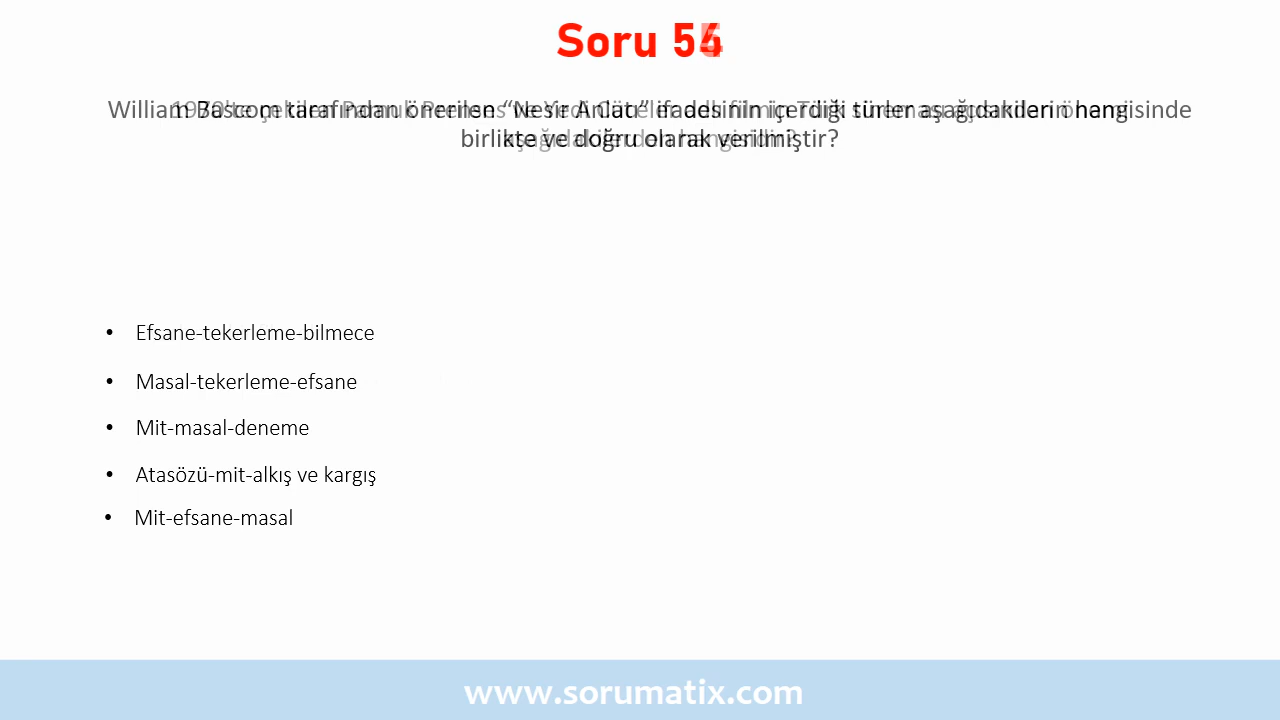 Soru 54
William Bascom tarafından önerilen “Nesir Anlatı” ifadesinin içerdiği türler aşağıdakilerin hangisinde
birlikte ve doğru olarak verilmiştir?
• Efsane-tekerleme-bilmece
• Masal-tekerleme-efsane
• Mit-masal-deneme
• Atasözü-mit-alkış ve kargış
• Mit-efsane-masal
www.sorumatix.com